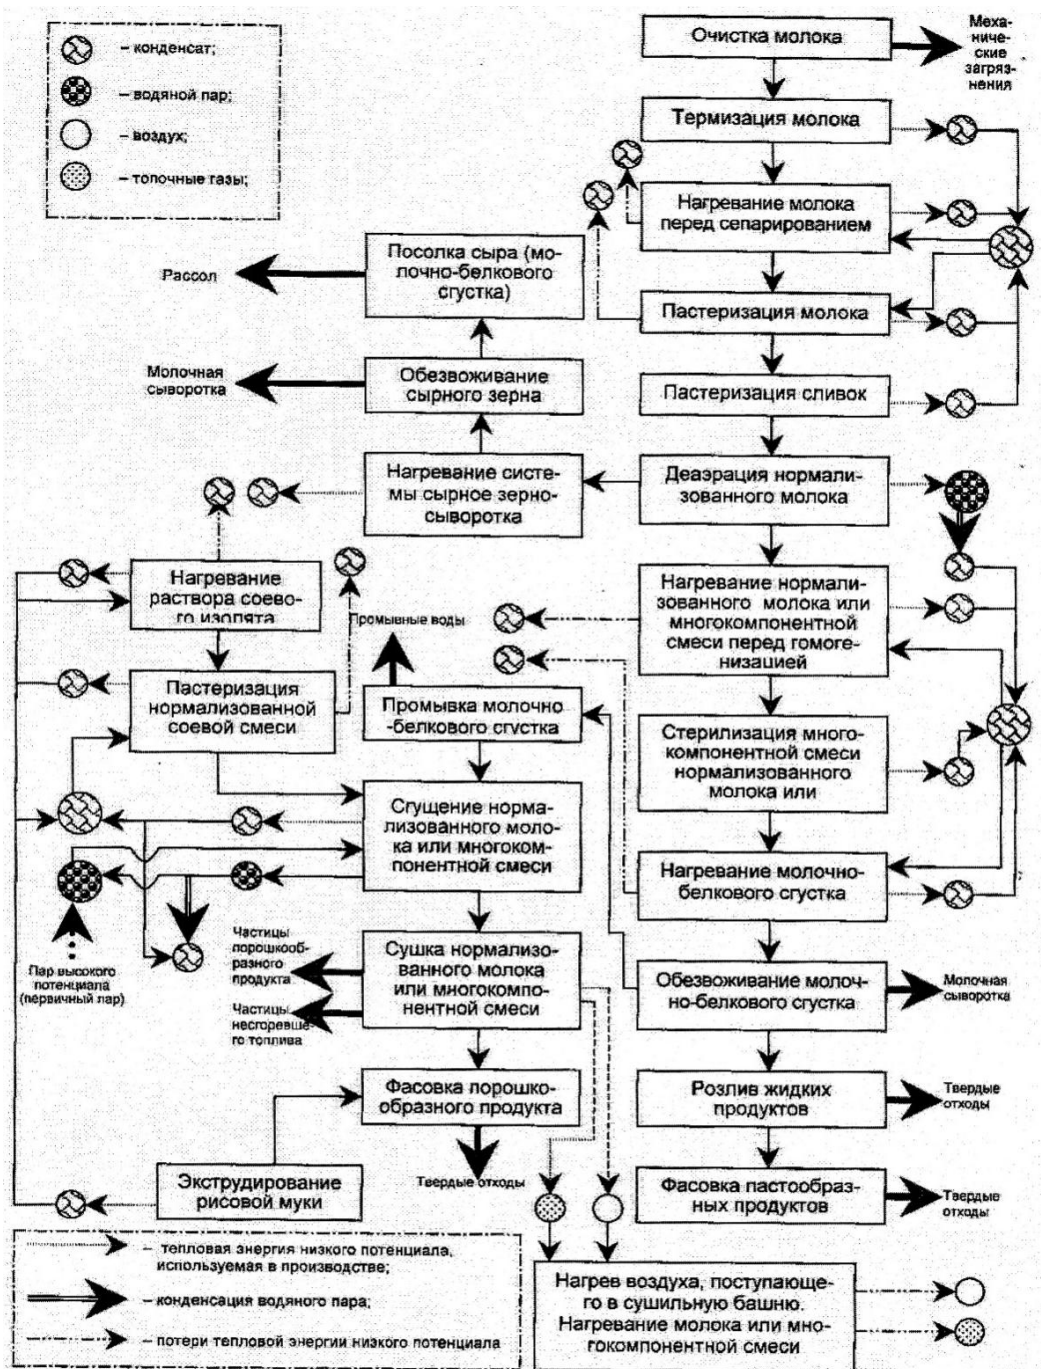 – конденсат;
– водяной пар;
– воздух;
– топочные газы;
Очистка молока
Меха-
ниче-
ские
загряз-
нения
Термизация молока
Нагревание молока
перед сепарированием
Пастеризация молока
Пастеризация сливок
Деаэрация нормали-
зованного молока
Посолка сыра (мо-
лочно-белкового
сгустка)
Рассол
Обезвоживание
сырного зерна
Молочная
сыворотка
Нагревание систе-
мы сырное зерно-
сыворотка
Нагревание
раствора соево-
го изолята
Пастеризация
нормализованной
соевой смеси
Промывные воды
Промывка молочно
-белкового сгустка
Нагревание нормали-
зованного молока или
многокомпонентной
смеси перед гомоге-
низацией
Стерилизация много-
компонентной смеси
нормализованного
молока или
Сгущение норма-
лизованного моло-
ка или многоком-
понентной смеси
Нагревание молочно-
белкового сгустка
Пар высокого
потенциала
(первичный пар)
Частицы
порошкооб-
разного
продукта
Частицы
несгоревше-
го топлива
Сушка нормализо-
ванного молока
или многокомпо-
нентной смеси
Обезвоживание молоч-
но-белкового сгустка
Молочная
сыворотка
Фасовка порошко-
образного продукта
Розлив жидких
продуктов
Твердые
отходы
Экструдирование
рисовой муки
Твердые отходы
Фасовка пастообраз-
ных продуктов
Твердые
отходы
– тепловая энергия низкого потенциала,
используемая в производстве;
– конденсация водяного пара;
– потери тепловой энергии низкого потенциала
Нагрев воздуха, поступающе-
го в сушильную башню.
Нагревание молока или мно-
гокомпонентной смеси